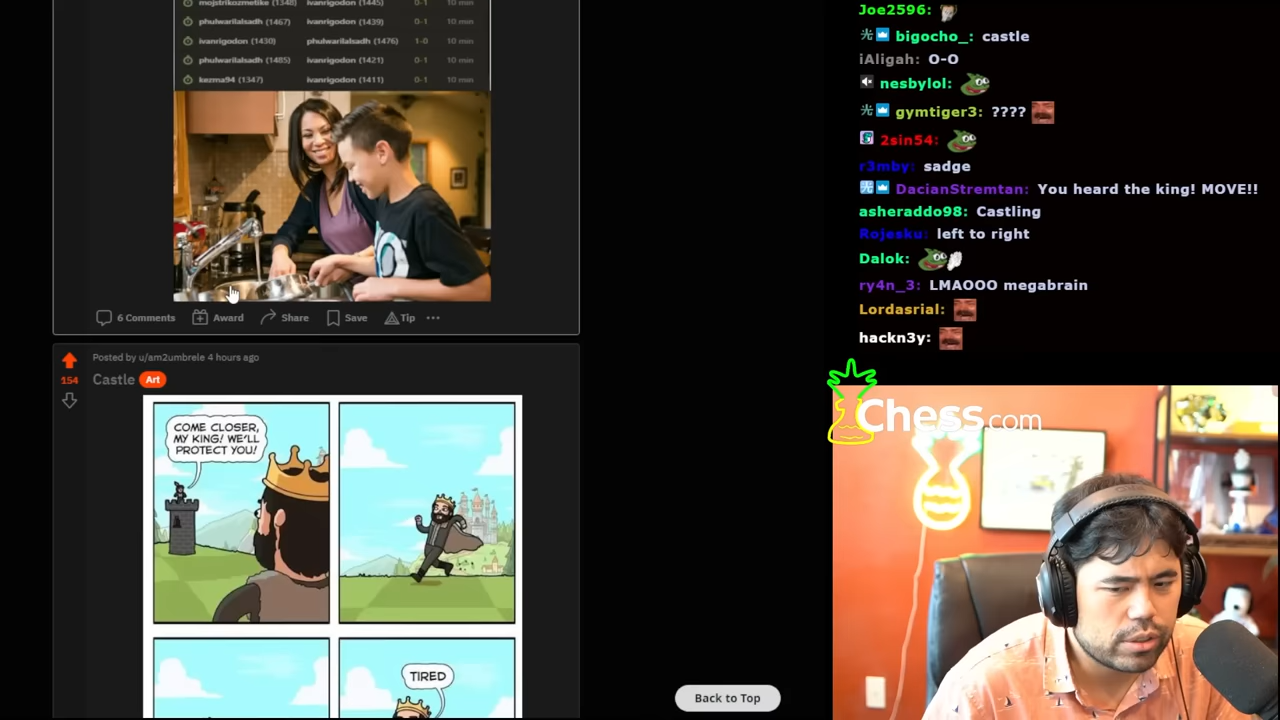 mojstrikozmetike (1348) ivanrigodon (1445) 0-1 10 min
phulwarilalsadh (1467) ivanrigodon (1439) 0-1 10 min
ivanrigodon (1430) phulwarilalsadh (1476) 1-0 10 min
phulwarilalsadh (1485) ivanrigodon (1421) 0-1 10 min
kezma94 (1347) ivanrigodon (1411) 0-1 10 min
6 Comments Award Share Save Tip
Posted by u/am2umbrele 4 hours ago
154
Castle Art
COME CLOSER,
MY KING! WE'LL
PROTECT YOU!
TIRED
Back to Top
Joe2596:
bigocho_: castle
iAligah: O-O
nesbylol:
gymtiger3: ????
2sin54:
r3mby: sadge
DacianStremtan: You heard the king! MOVE!!
asheraddo98: Castling
Rojesku: left to right
Dalok:
ry4n_3: LMAOOO megabrain
Lordasrial:
hackn3y:
Chess.com